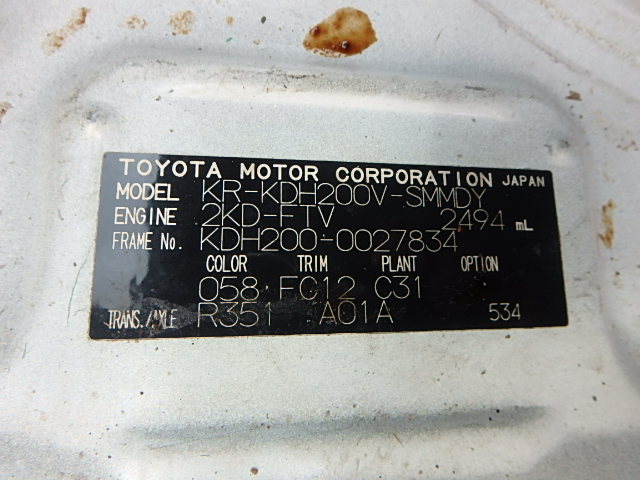 TOYOTA MOTOR CORPORATION JAPAN
MODEL KR-KDH200V-SMMDY
ENGINE 2KD-FTV 2494 mL
FRAME No. KDH200-0027834
COLOR TRIM PLANT OPTION
058 FC12 C31
TRANS./AXLE R351 A01A 534